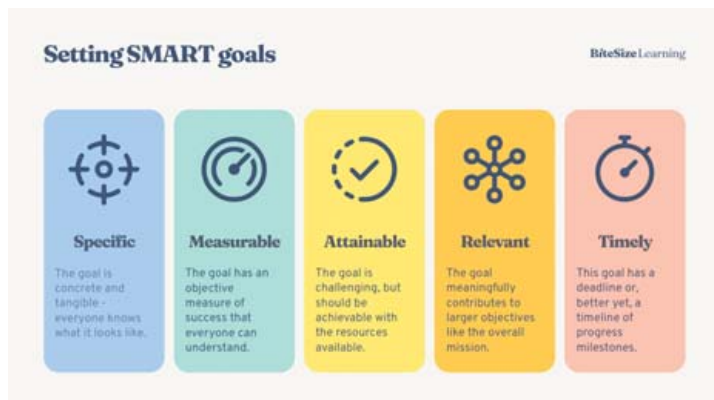 Setting SMART goals
BiteSize Learning
Specific
The goal is
concrete and
tangible -
everyone knows
what it looks like.
Measurable
The goal has an
objective
measure of
success that
everyone can
understand.
Attainable
The goal is
challenging, but
should be
achievable with
the resources
available.
Relevant
The goal
meaningfully
contributes to
larger objectives
like the overall
mission.
Timely
This goal has a
deadline or,
better yet, a
timeline of
progress
milestones.